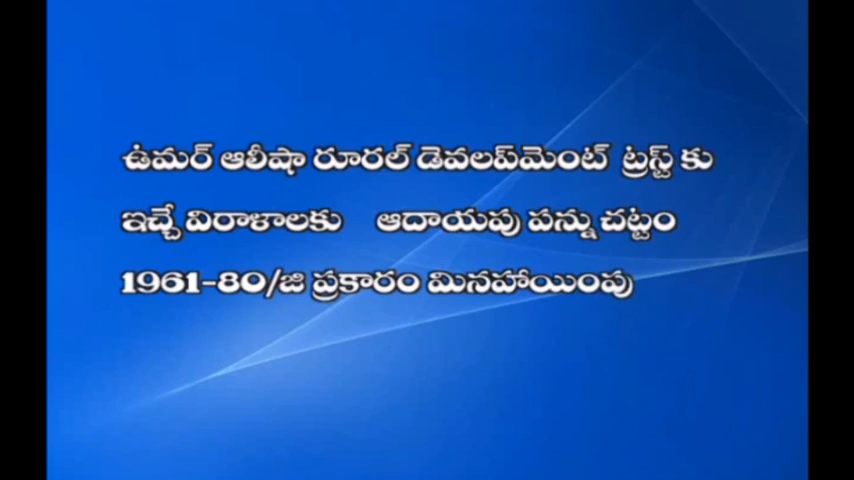 ఉమర్ ఆలీషా రూరల్ డెవలప్‌మెంట్ ట్రస్ట్ కు
ఇచ్చే విరాళాలకు ఆదాయపు పన్ను చట్టం
1961-80/జి ప్రకారం మినహాయింపు